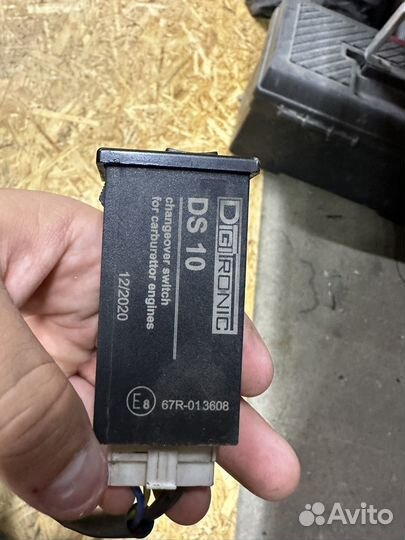 DIGITRONIC
DS 10
changeover switch
for carburettor engines
12/2020
E8 67R-013608
Avito